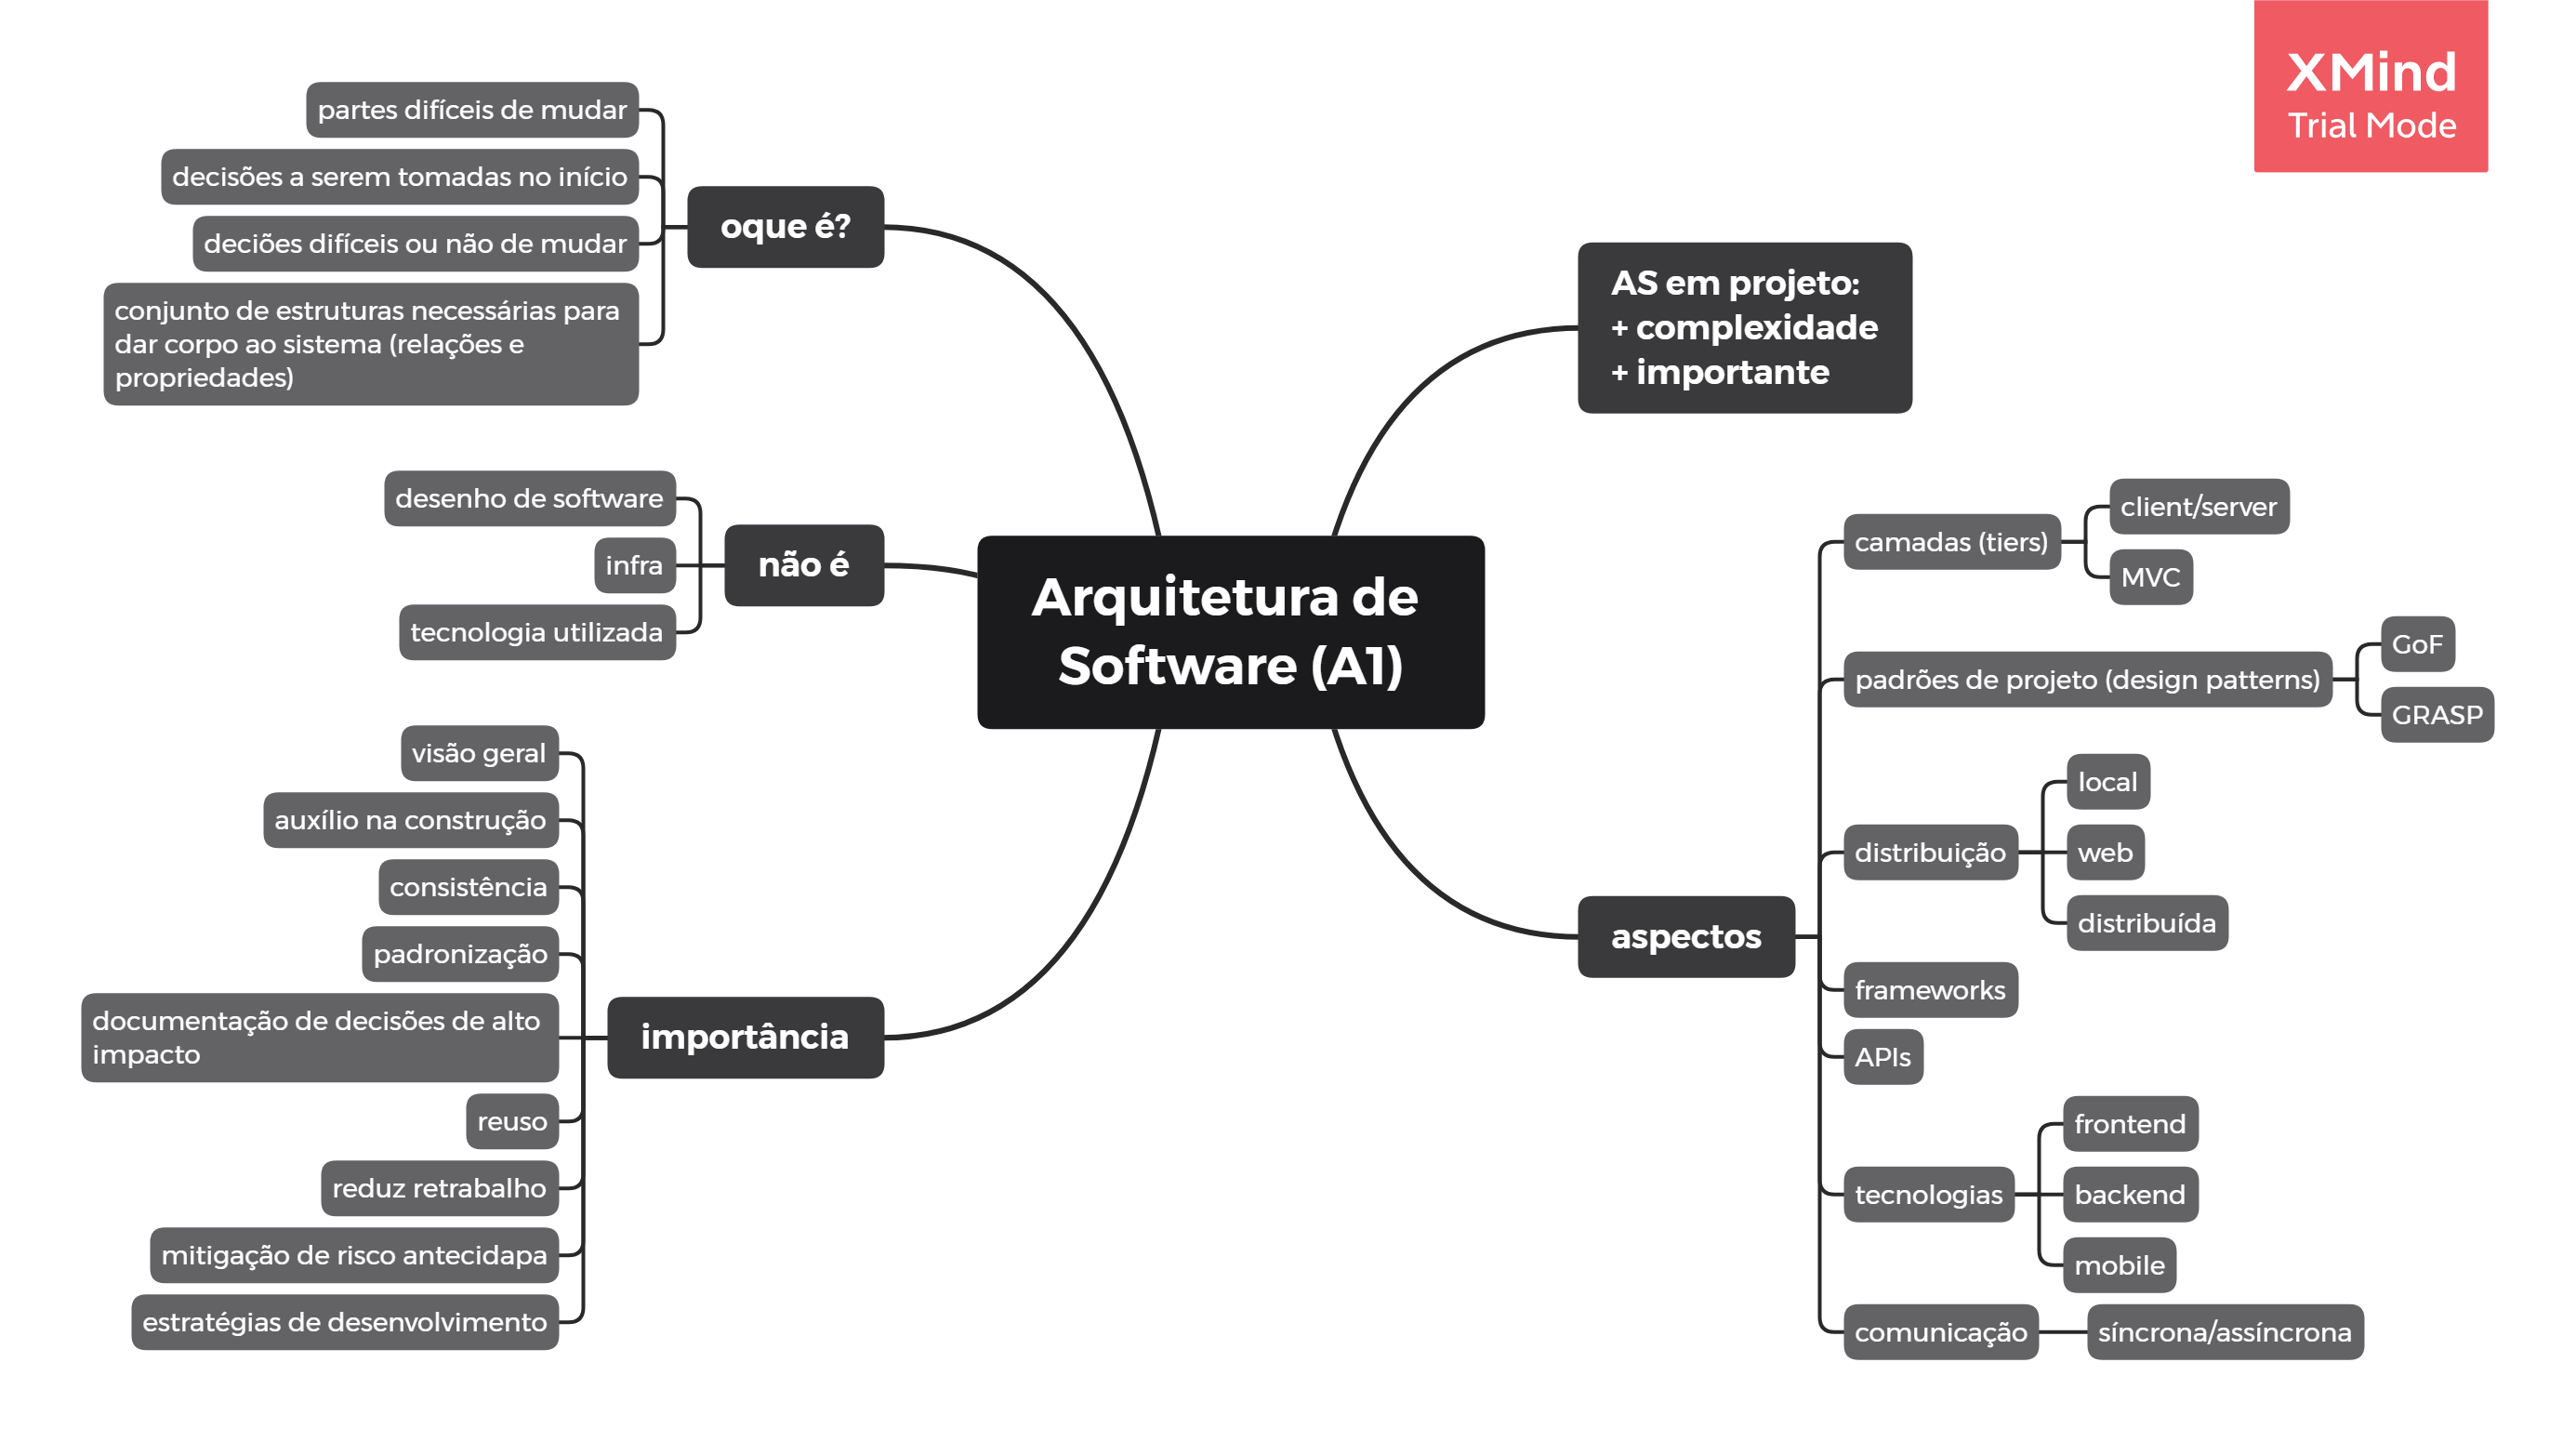 XMind
Trial Mode
partes difíceis de mudar
decisões a serem tomadas no início
deciões difíceis ou não de mudar
conjunto de estruturas necessárias para
dar corpo ao sistema (relações e
propriedades)
oque é?
desenho de software
infra
tecnologia utilizada
não é
visão geral
auxílio na construção
consistência
padronização
documentação de decisões de alto
impacto
reuso
reduz retrabalho
mitigação de risco antecidapa
estratégias de desenvolvimento
importância
Arquitetura de
Software (A1)
AS em projeto:
+ complexidade
+ importante
aspectos
camadas (tiers)
client/server
MVC
padrões de projeto (design patterns)
GoF
GRASP
distribuição
local
web
distribuída
frameworks
APIs
tecnologias
frontend
backend
mobile
comunicação
síncrona/assíncrona